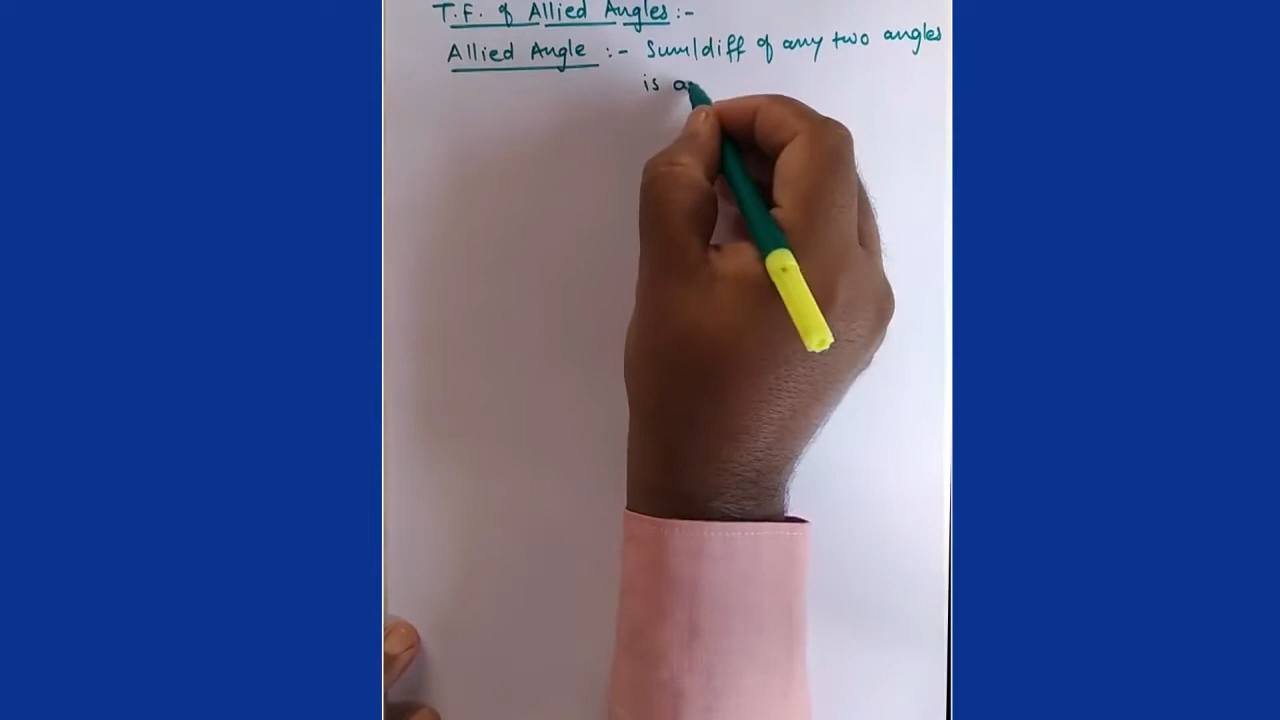 T.F. of Allied Angles :-
Allied Angle :- Sum/diff of any two angles
is a